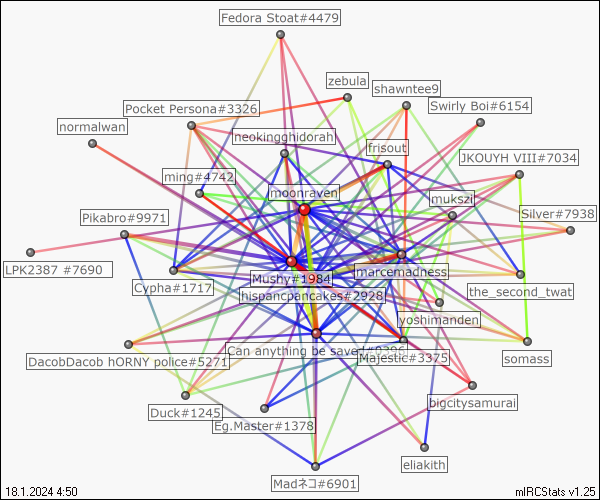 Fedora Stoat#4479
zebula
shawntee9
Pocket Persona#3326
Swirly Boi#6154
normalwan
neokingghidorah
frisout
JKOUYH VIII#7034
ming#4742
moonraven
mukszi
Pikabro#9971
Silver#7938
LPK2387 #7690
Mushy#1984
marcemadness
Cypha#1717
hispancpancakes#2928
the_second_twat
yoshimanden
Can anything be saved
Majestic#3375
DacobDacob hORNY police#5271
somass
bigcitysamurai
Duck#1245
Eg.Master#1378
eliakith
Madネコ#6901
18.1.2024 4:50
mIRCStats v1.25